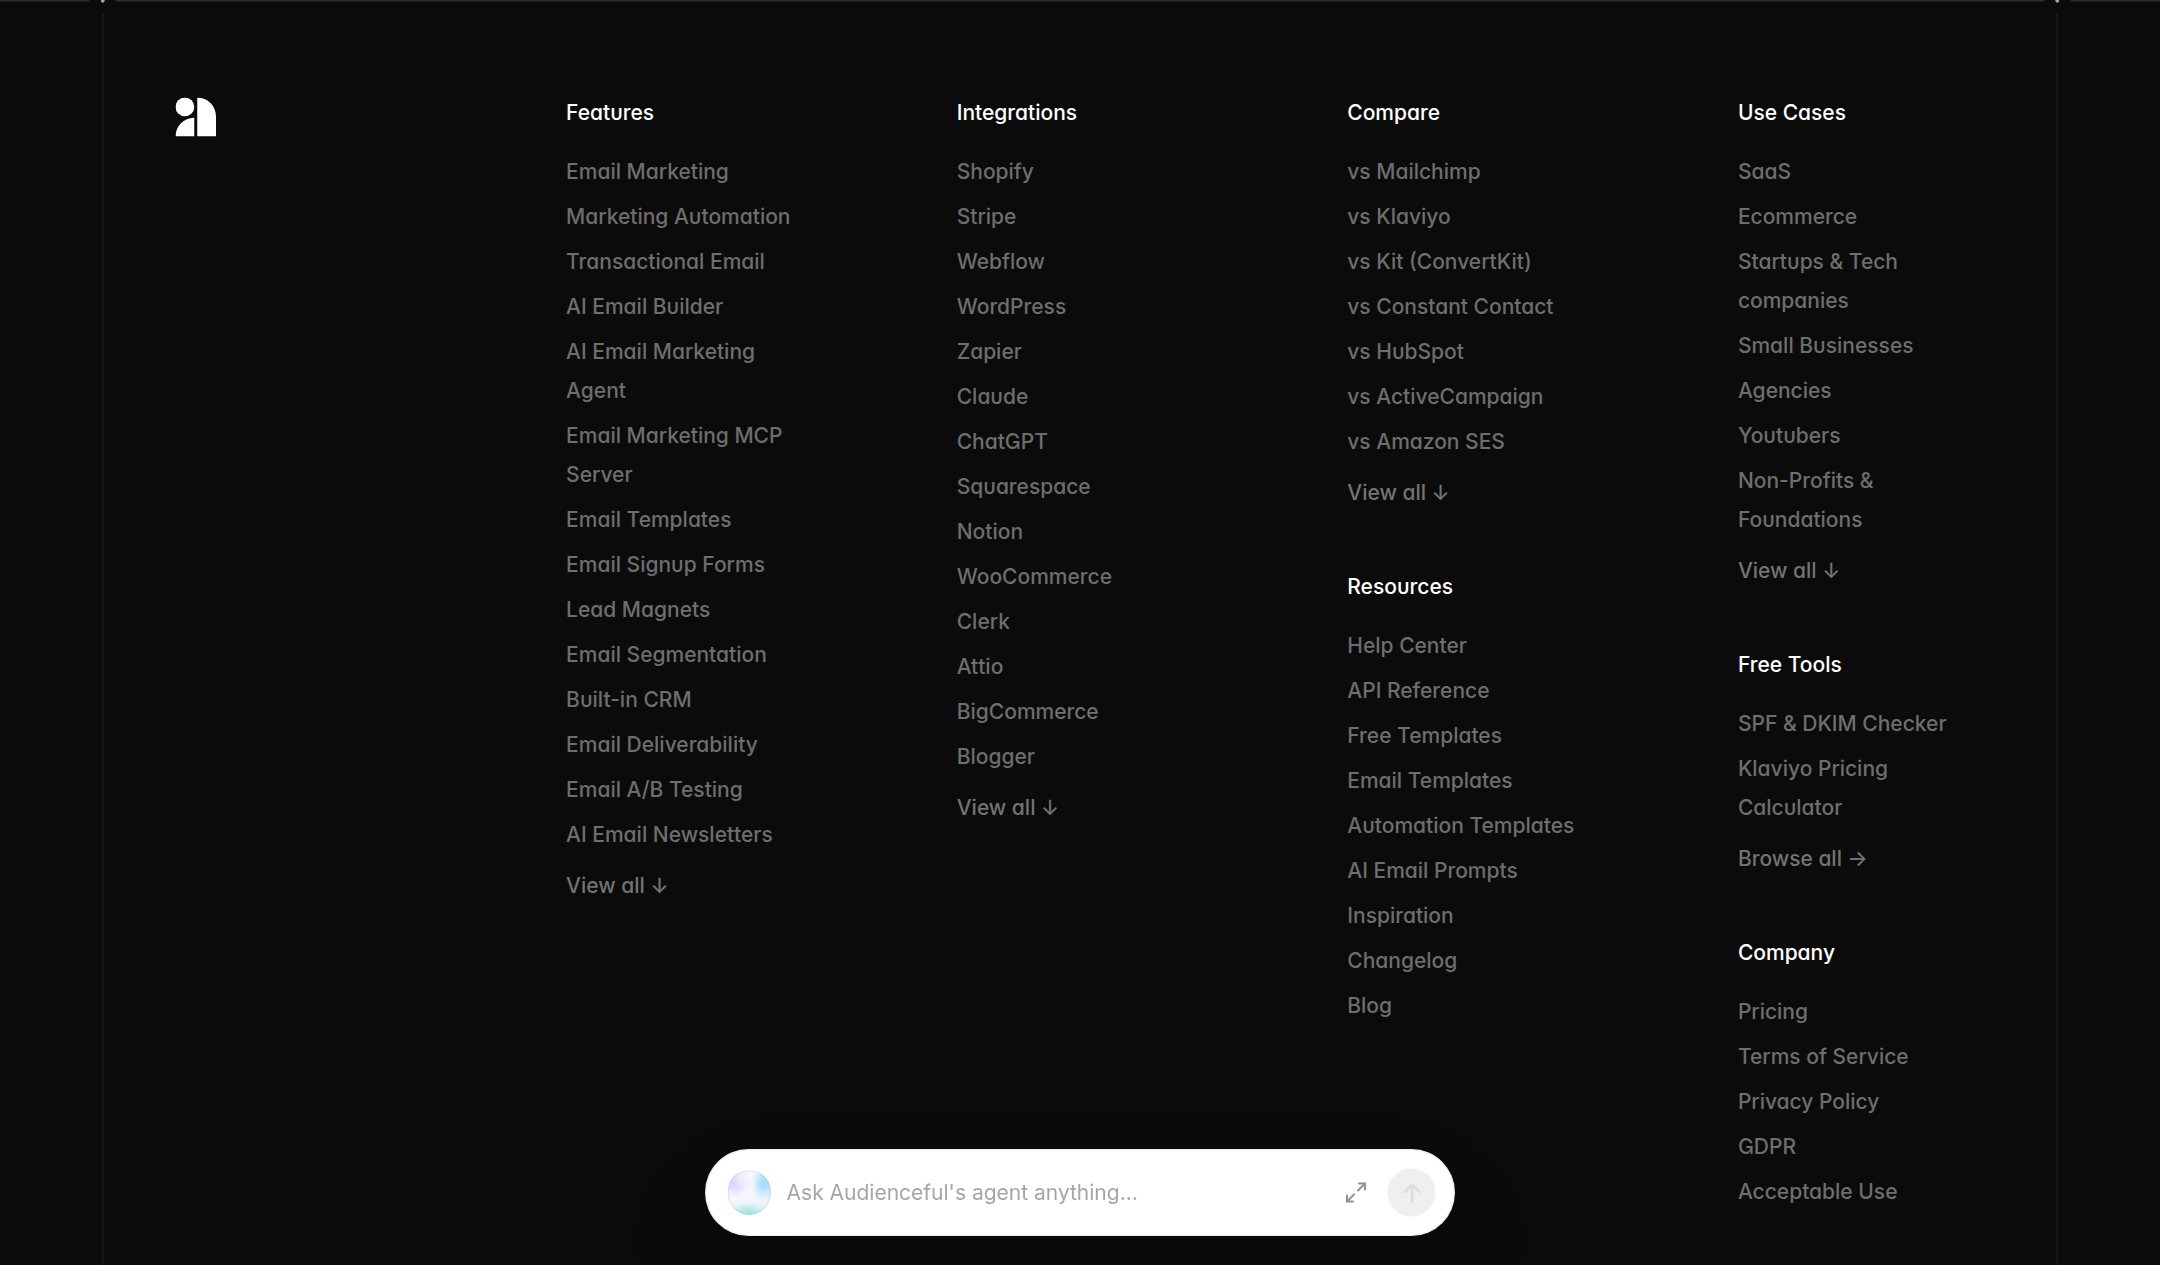 Features
Email Marketing
Marketing Automation
Transactional Email
AI Email Builder
AI Email Marketing
Agent
Email Marketing MCP
Server
Email Templates
Email Signup Forms
Lead Magnets
Email Segmentation
Built-in CRM
Email Deliverability
Email A/B Testing
AI Email Newsletters
View all ↓
Integrations
Shopify
Stripe
Webflow
WordPress
Zapier
Claude
ChatGPT
Squarespace
Notion
WooCommerce
Clerk
Attio
BigCommerce
Blogger
View all ↓
Compare
vs Mailchimp
vs Klaviyo
vs Kit (ConvertKit)
vs Constant Contact
vs HubSpot
vs ActiveCampaign
vs Amazon SES
View all ↓
Resources
Help Center
API Reference
Free Templates
Email Templates
Automation Templates
AI Email Prompts
Inspiration
Changelog
Blog
Use Cases
SaaS
Ecommerce
Startups & Tech
companies
Small Businesses
Agencies
Youtubers
Non-Profits &
Foundations
View all ↓
Free Tools
SPF & DKIM Checker
Klaviyo Pricing
Calculator
Browse all →
Company
Pricing
Terms of Service
Privacy Policy
GDPR
Acceptable Use
Ask Audienceful's agent anything...